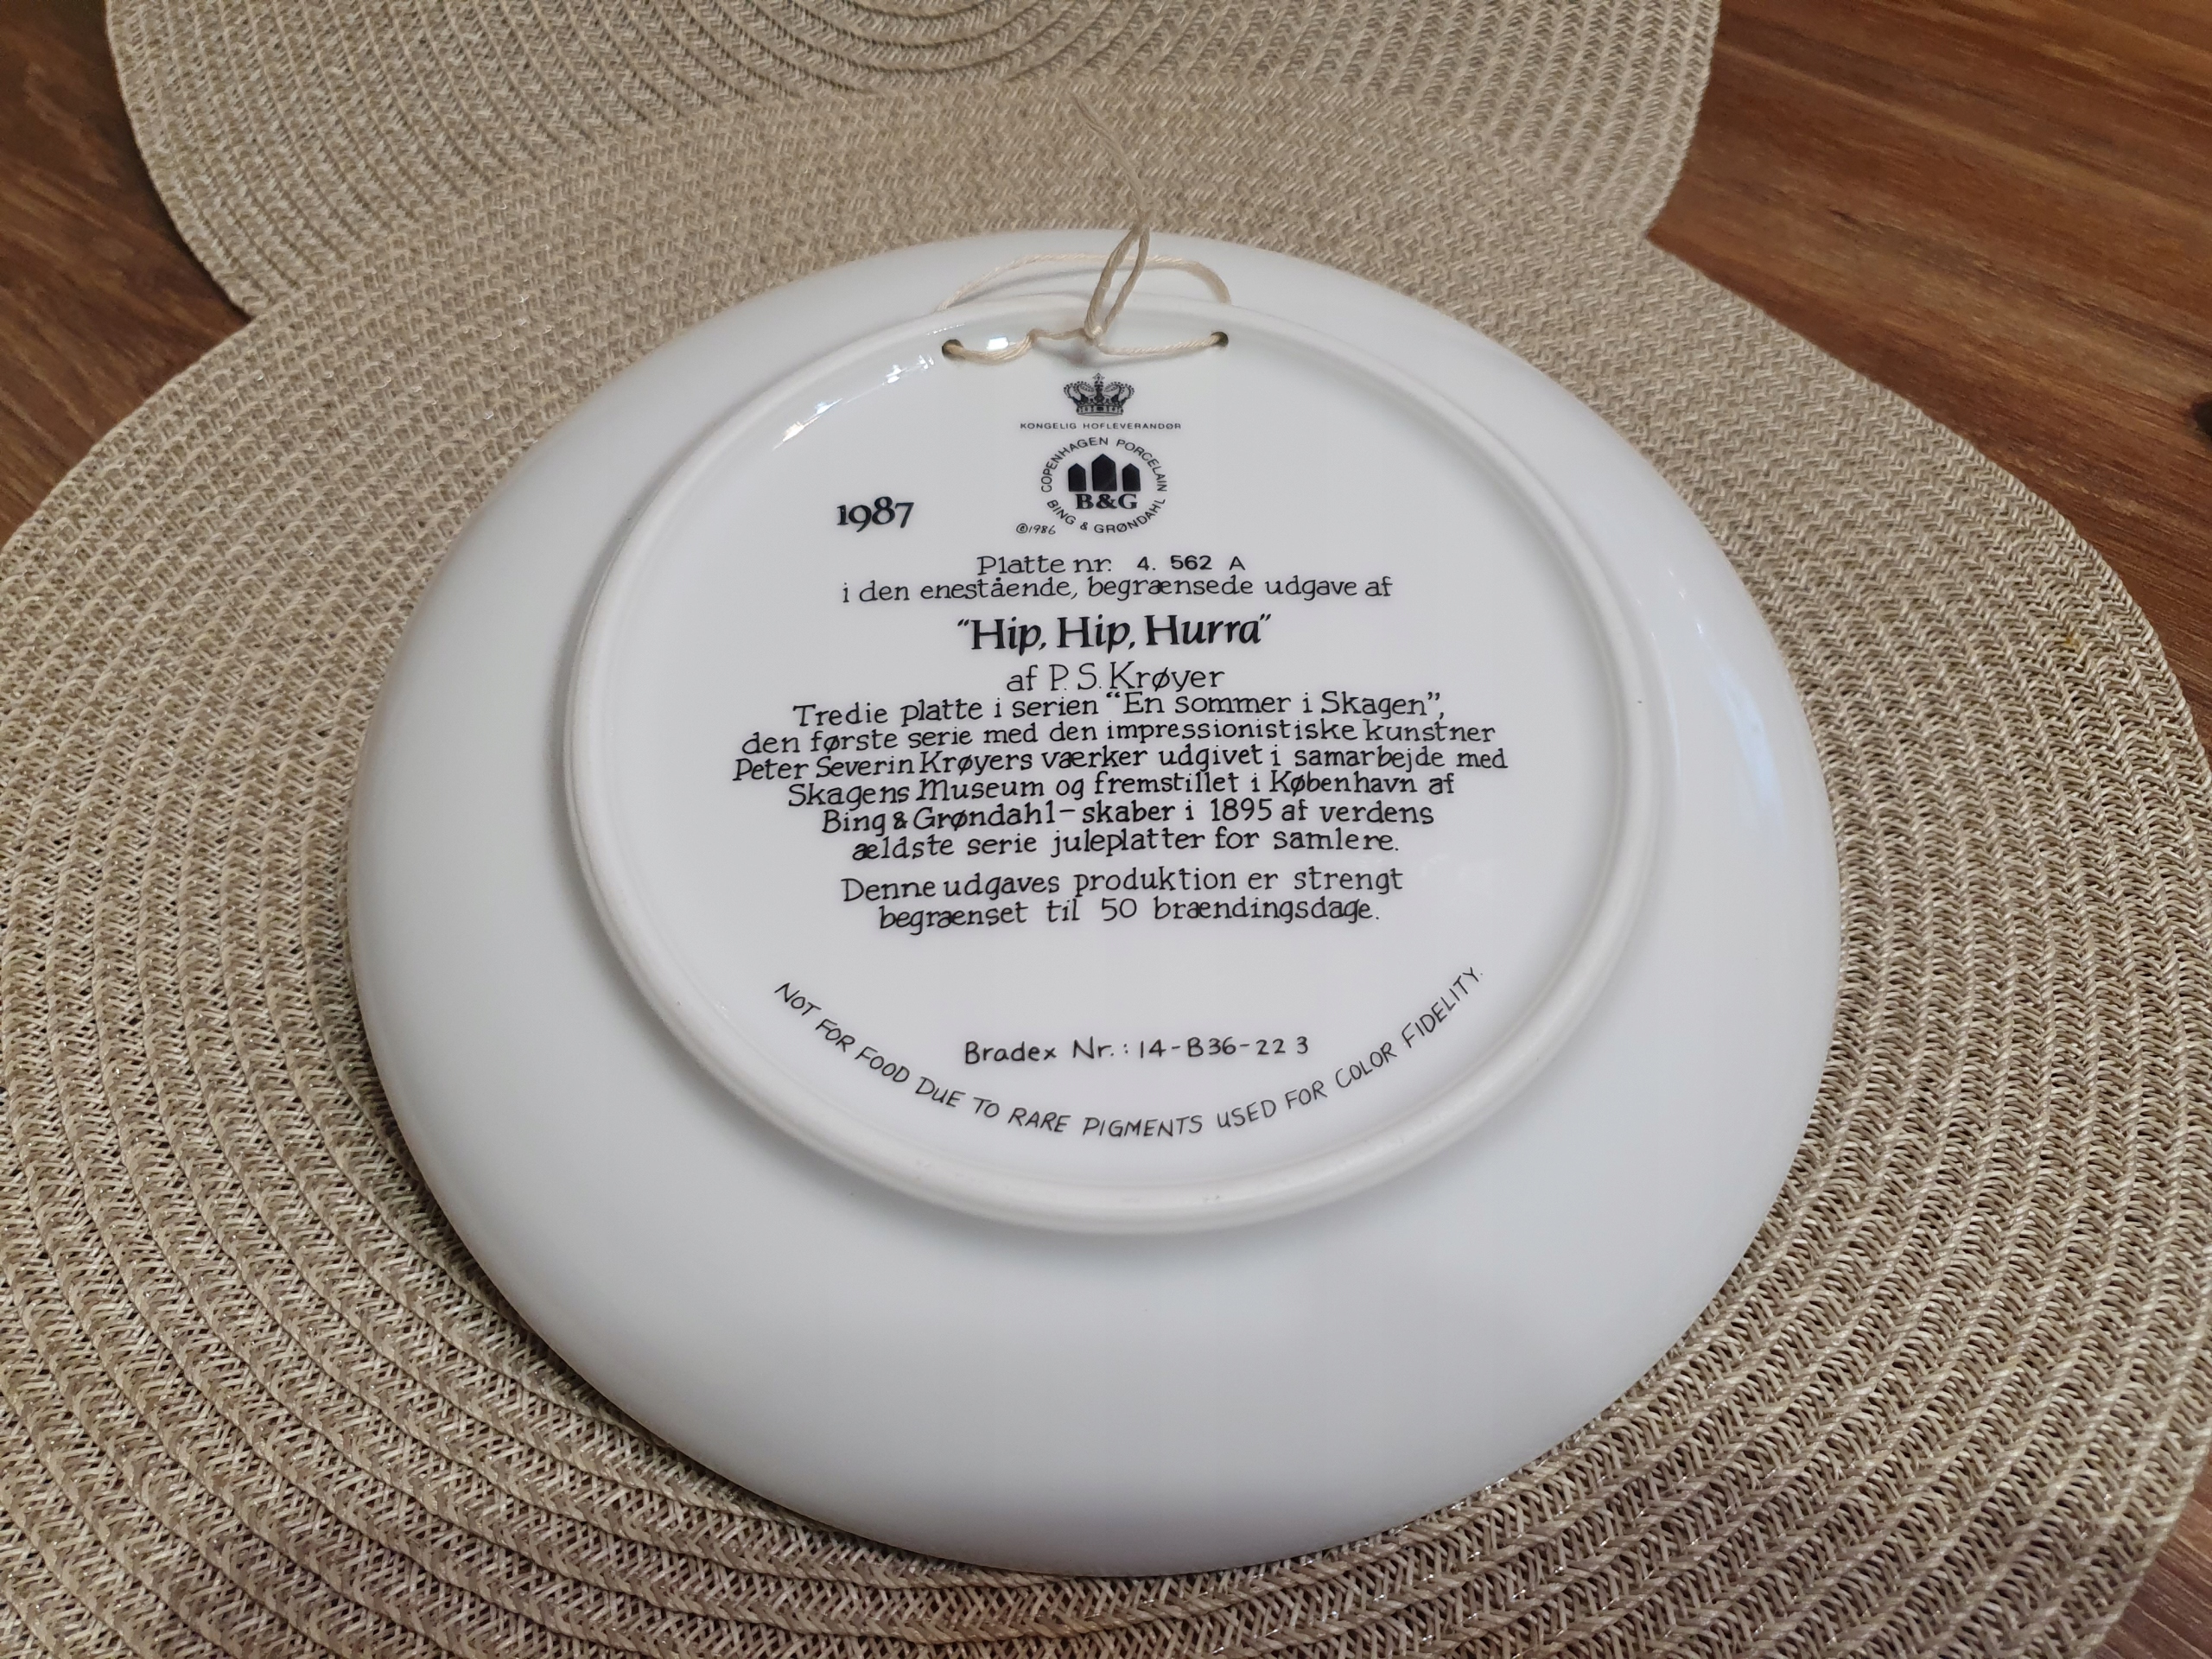 KONGELIG HOFLEVERANDØR
COPENHAGEN PORCELAIN
B&G
BING & GRØNDAHL
©1986
1987
Platte nr. 4. 562 A
i den enestående, begrænsede udgave af
"Hip, Hip, Hurra"
af P. S. Krøyer
Tredie platte i serien "En sommer i Skagen",
den første serie med den impressionistiske kunstner
Peter Severin Krøyers værker udgivet i samarbejde med
Skagens Museum og fremstillet i København af
Bing & Grøndahl – skaber i 1895 af verdens
ældste serie juleplatter for samlere.
Denne udgaves produktion er strengt
begrænset til 50 brændingsdage.
Bradex Nr.: 14-B36-22 3
NOT FOR FOOD DUE TO RARE PIGMENTS USED FOR COLOR FIDELITY.